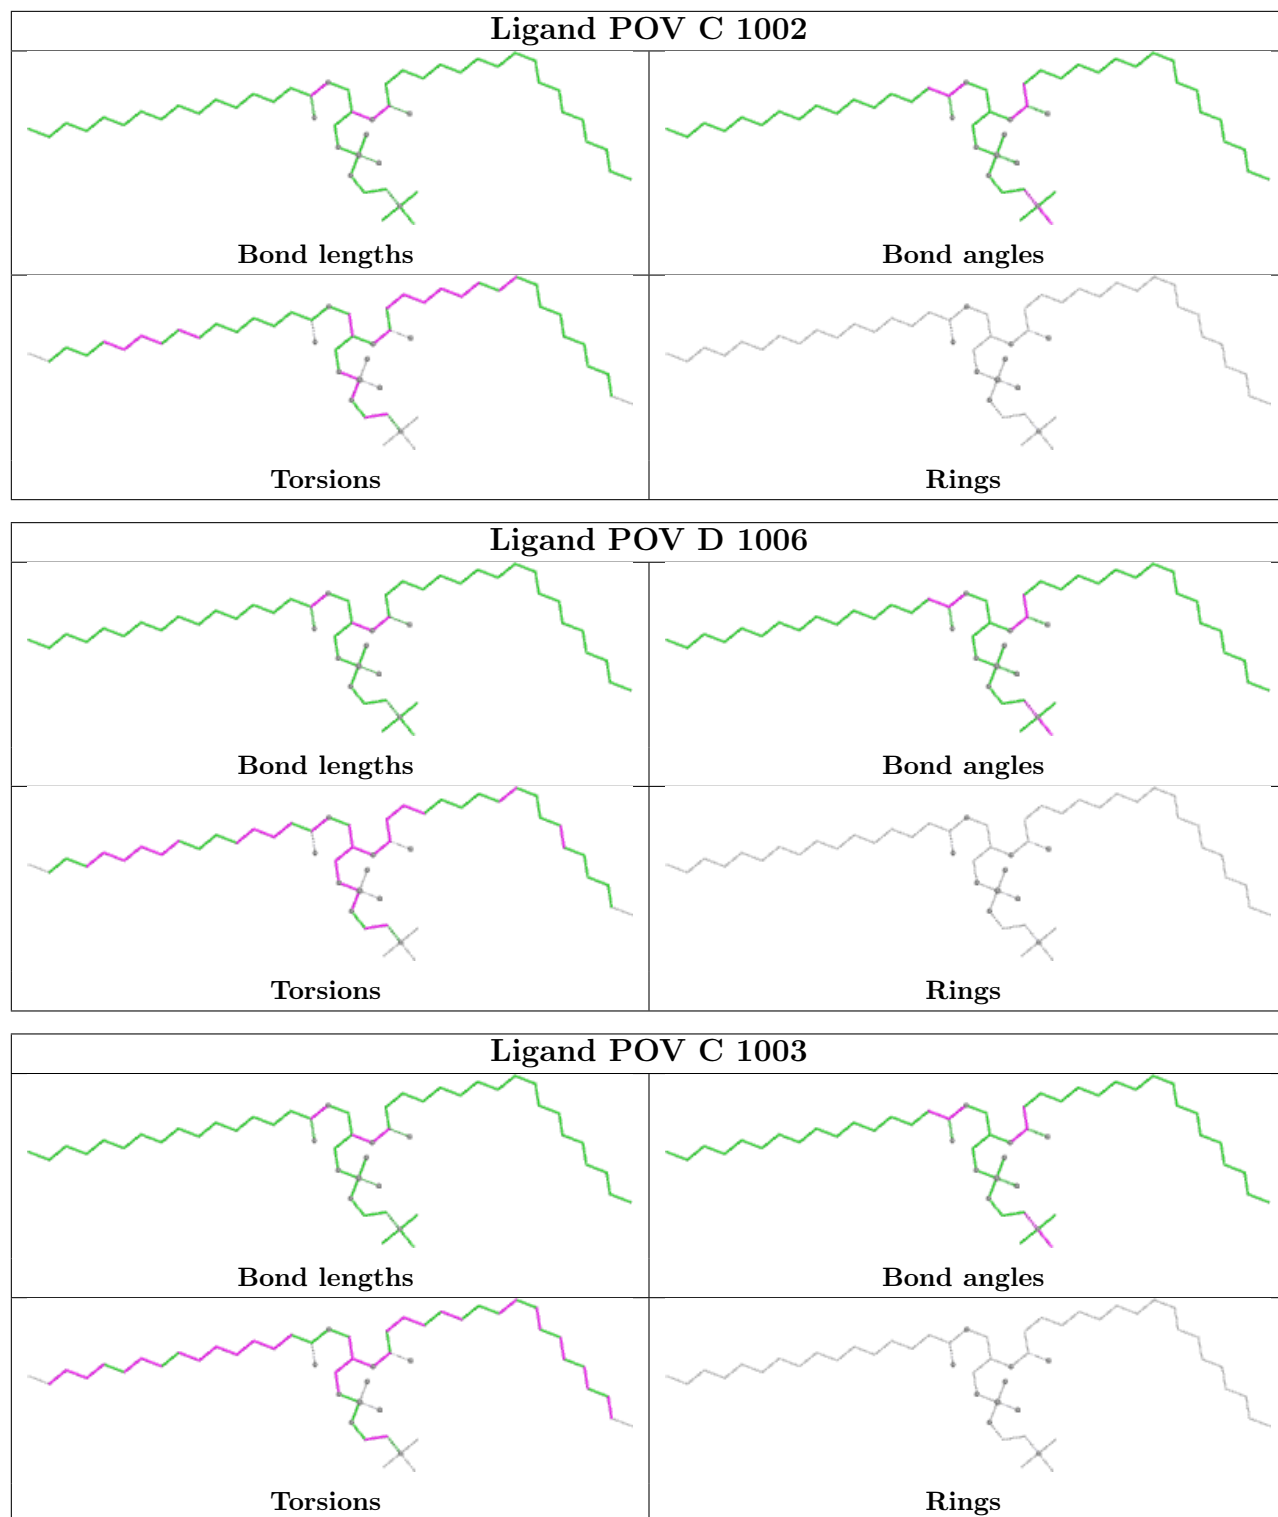 Ligand POV C 1002
Bond lengths
Bond angles
Torsions
Rings
Ligand POV D 1006
Bond lengths
Bond angles
Torsions
Rings
Ligand POV C 1003
Bond lengths
Bond angles
Torsions
Rings